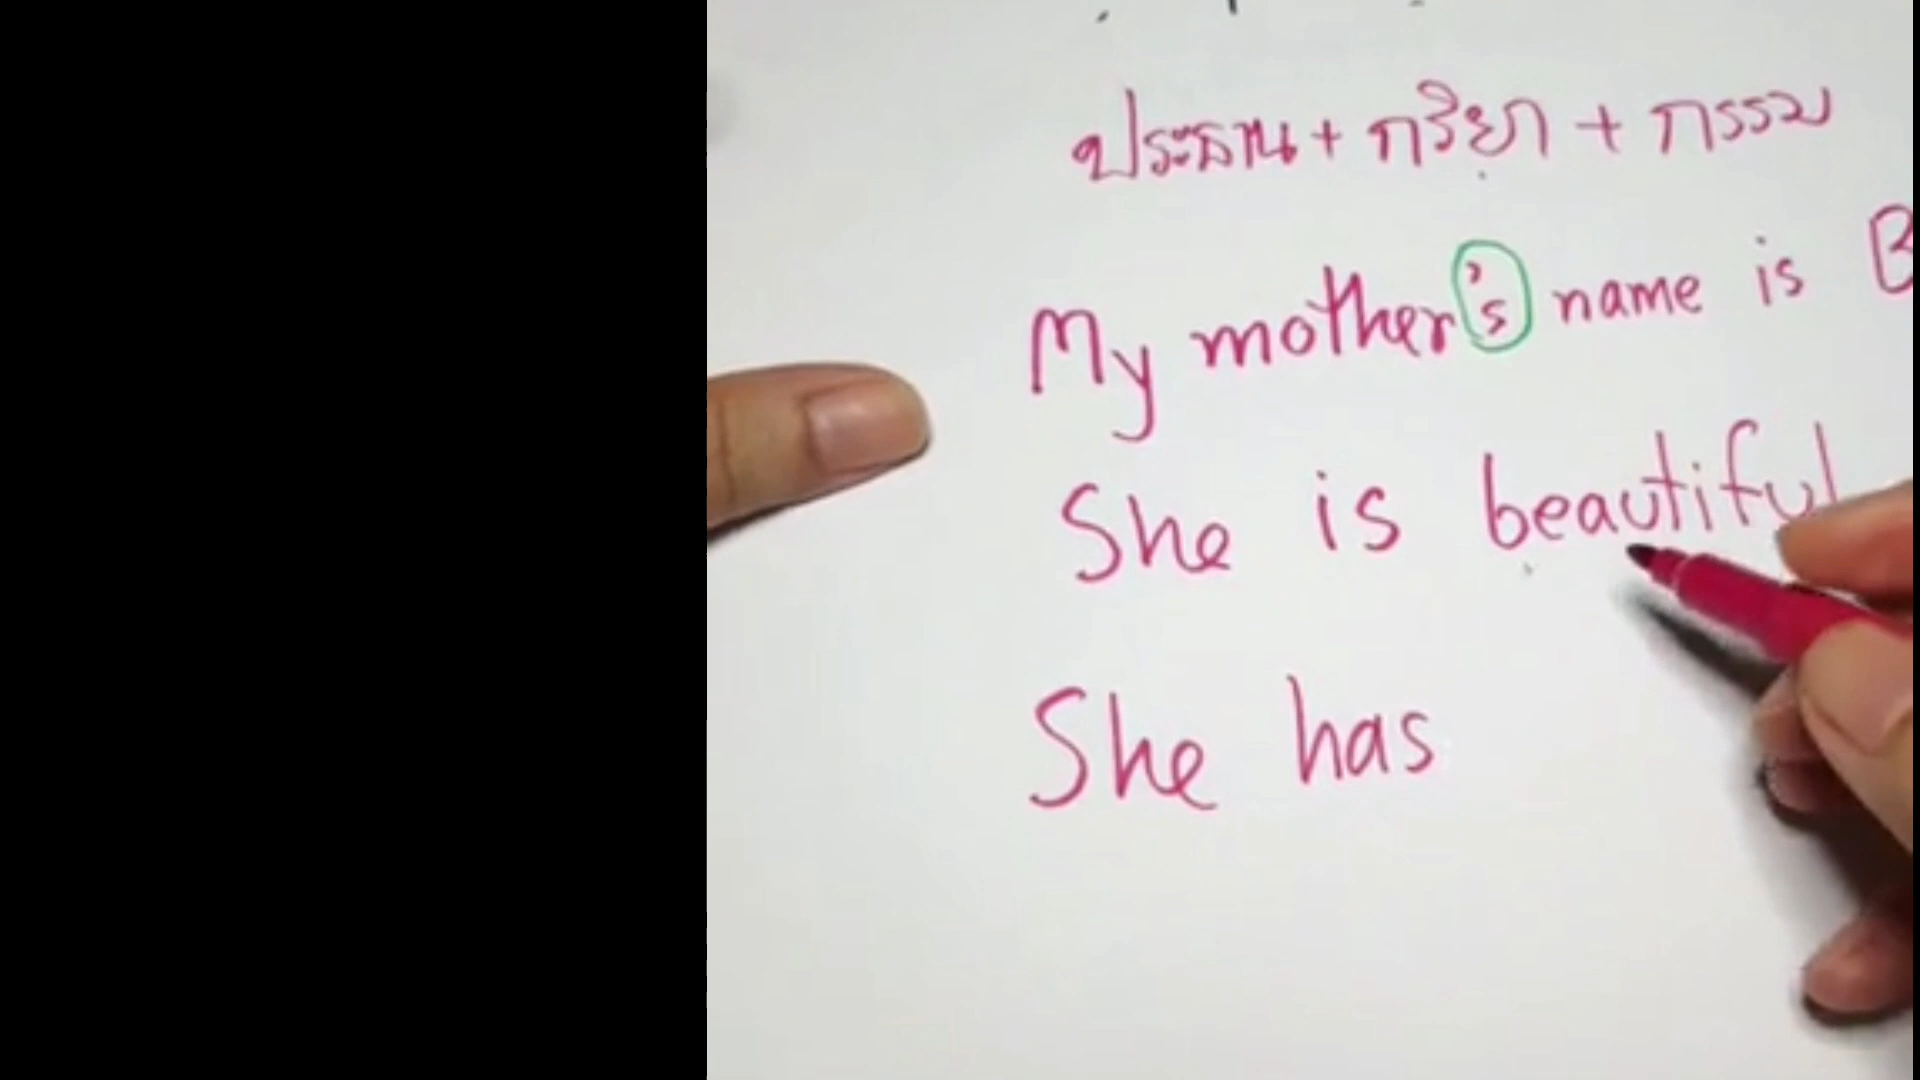 ประธาน + กริยา + กรรม
My mother's name is B
She is beautiful
She has